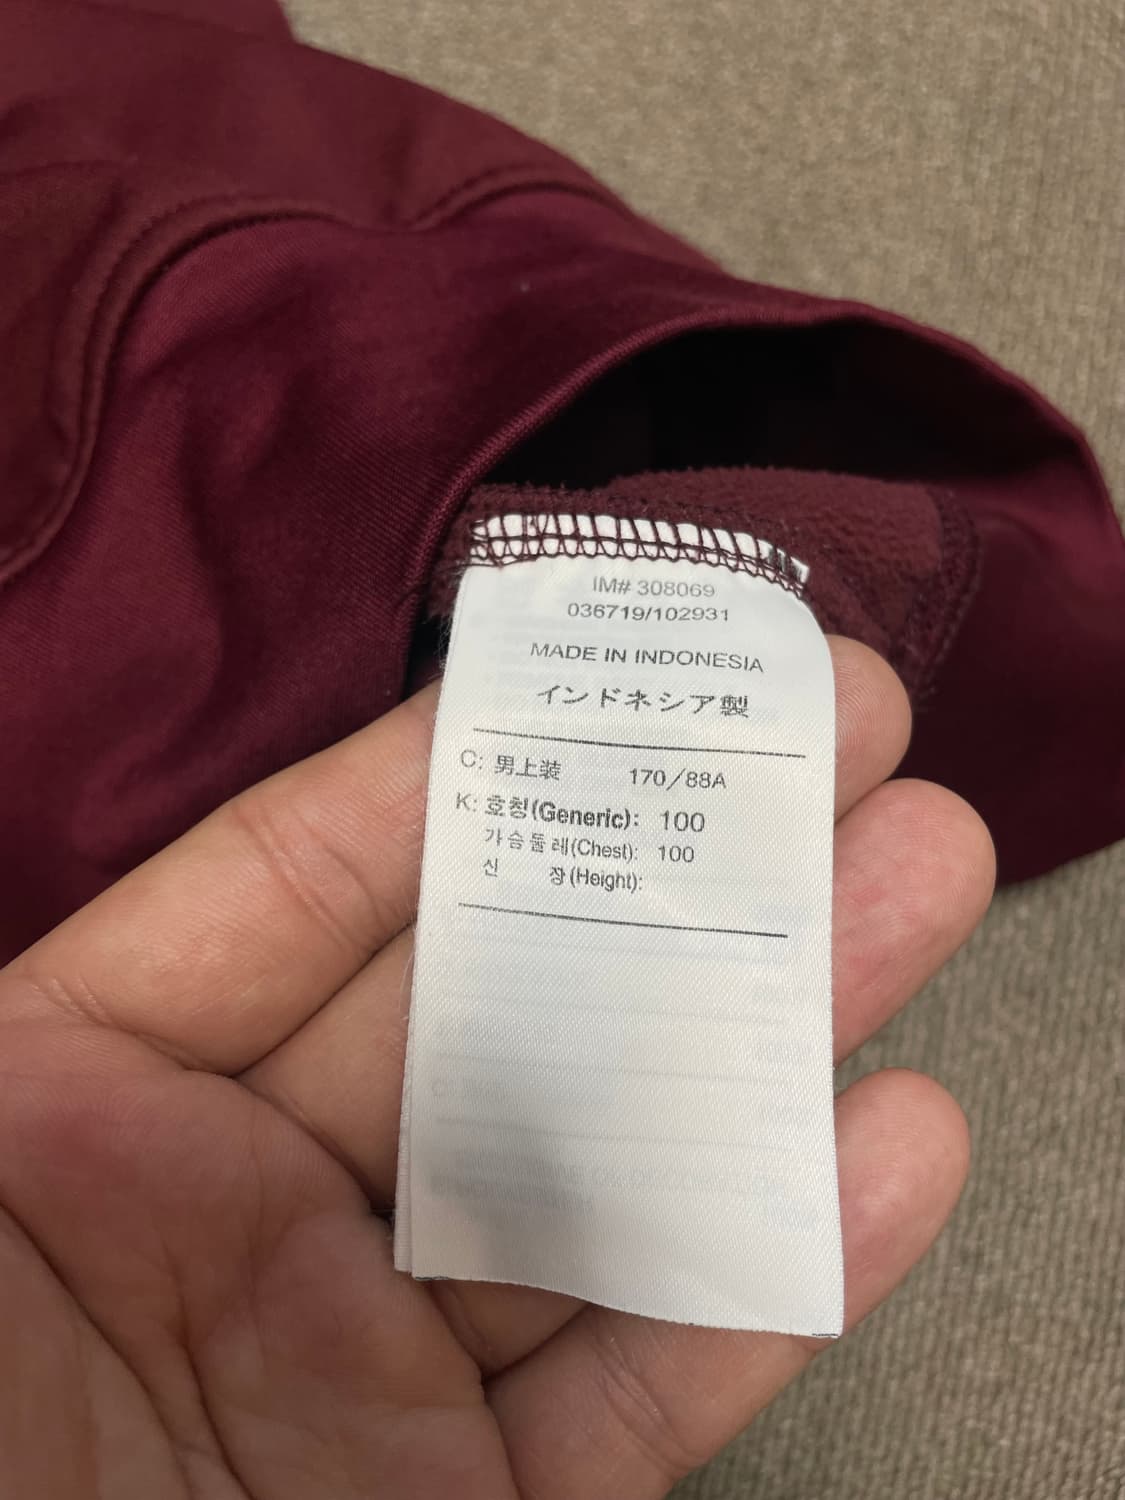 IM# 308069
036719/102931
MADE IN INDONESIA
インドネシア製
C: 男上装 170/88A
K: 호칭(Generic): 100
가슴둘레(Chest): 100
신 장(Height):